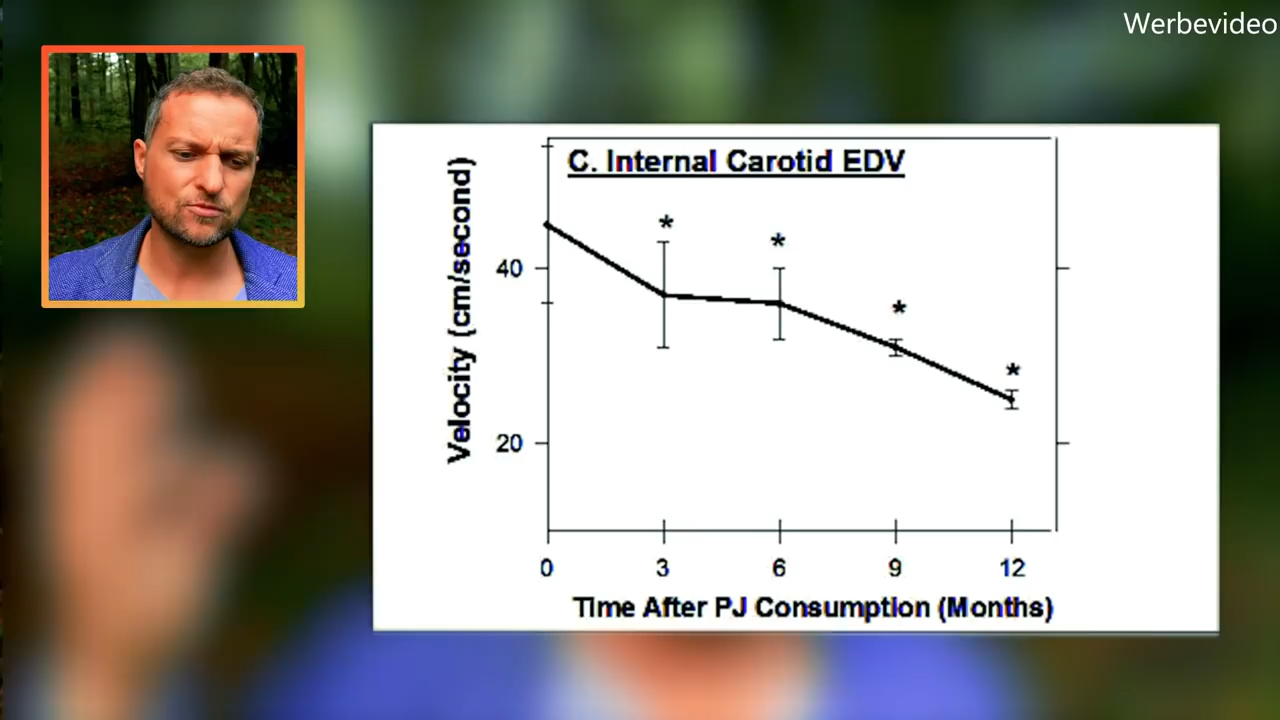 Werbevideo
C. Internal Carotid EDV
*
*
*
*
Velocity (cm/second)
40
20
0 3 6 9 12
Time After PJ Consumption (Months)